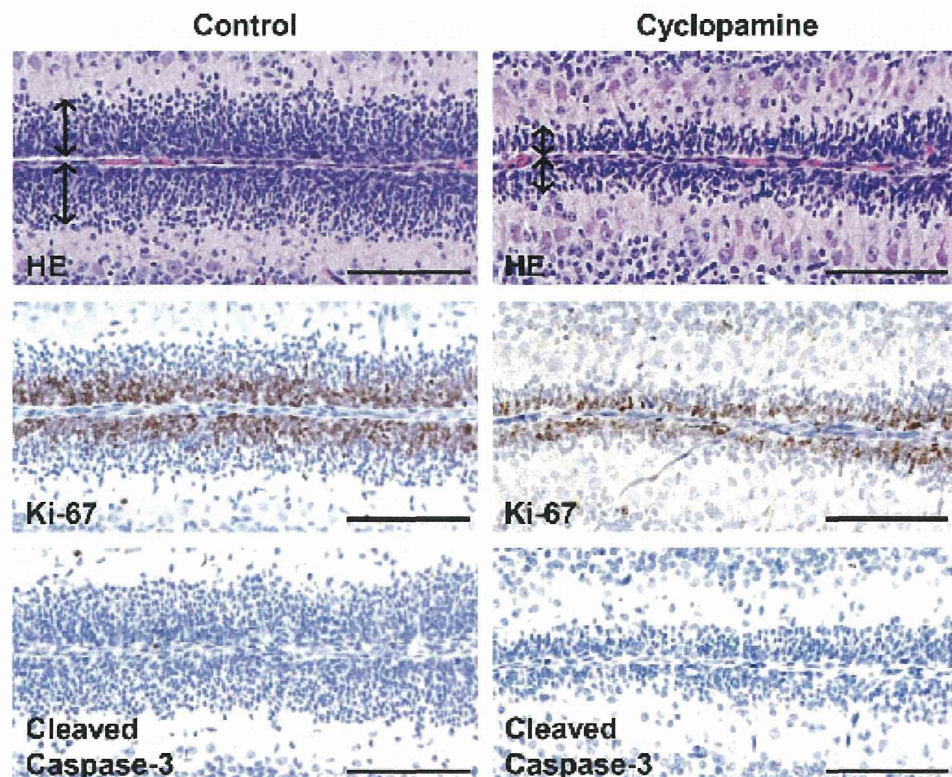 Control
Cyclopamine
HE
HE
Ki-67
Ki-67
Cleaved
Caspase-3
Cleaved
Caspase-3